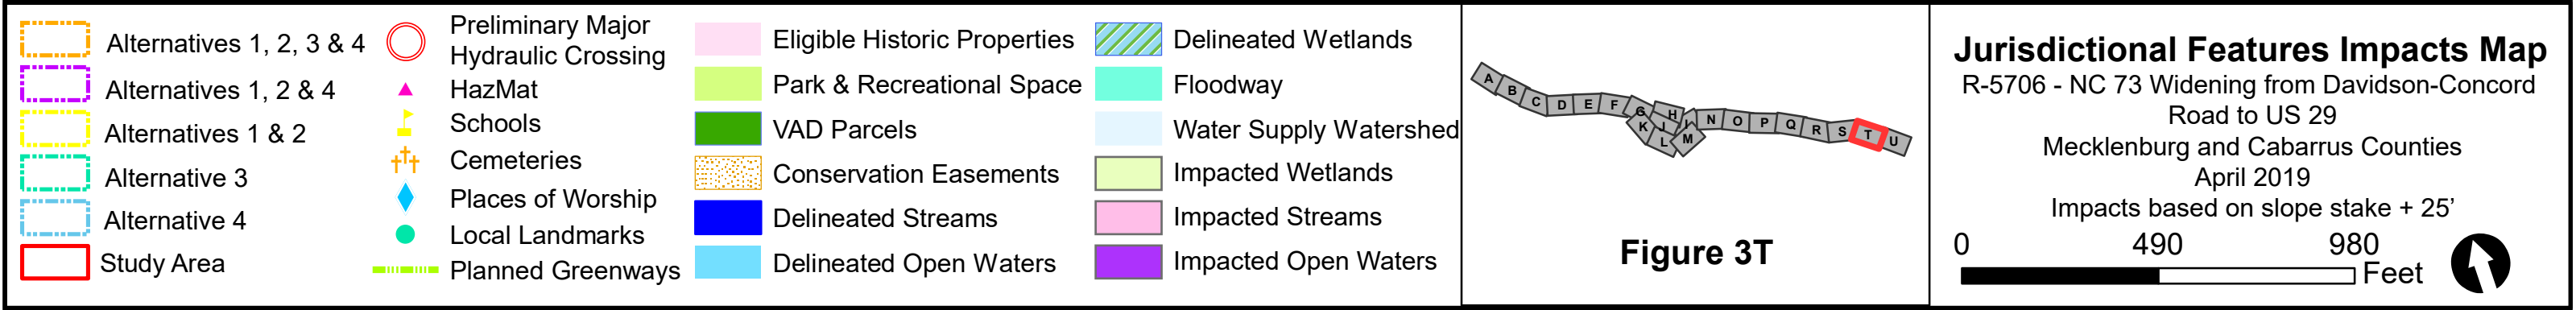 Alternatives 1, 2, 3 & 4
Alternatives 1, 2 & 4
Alternatives 1 & 2
Alternative 3
Alternative 4
Study Area
Preliminary Major
Hydraulic Crossing
HazMat
Schools
Cemeteries
Places of Worship
Local Landmarks
Planned Greenways
Eligible Historic Properties
Park & Recreational Space
VAD Parcels
Conservation Easements
Delineated Streams
Delineated Open Waters
Delineated Wetlands
Floodway
Water Supply Watershed
Impacted Wetlands
Impacted Streams
Impacted Open Waters
A B C D E F G H I N O P Q R S T U
K J
L M
Figure 3T
Jurisdictional Features Impacts Map
R-5706 - NC 73 Widening from Davidson-Concord
Road to US 29
Mecklenburg and Cabarrus Counties
April 2019
Impacts based on slope stake + 25’
0 490 980
Feet